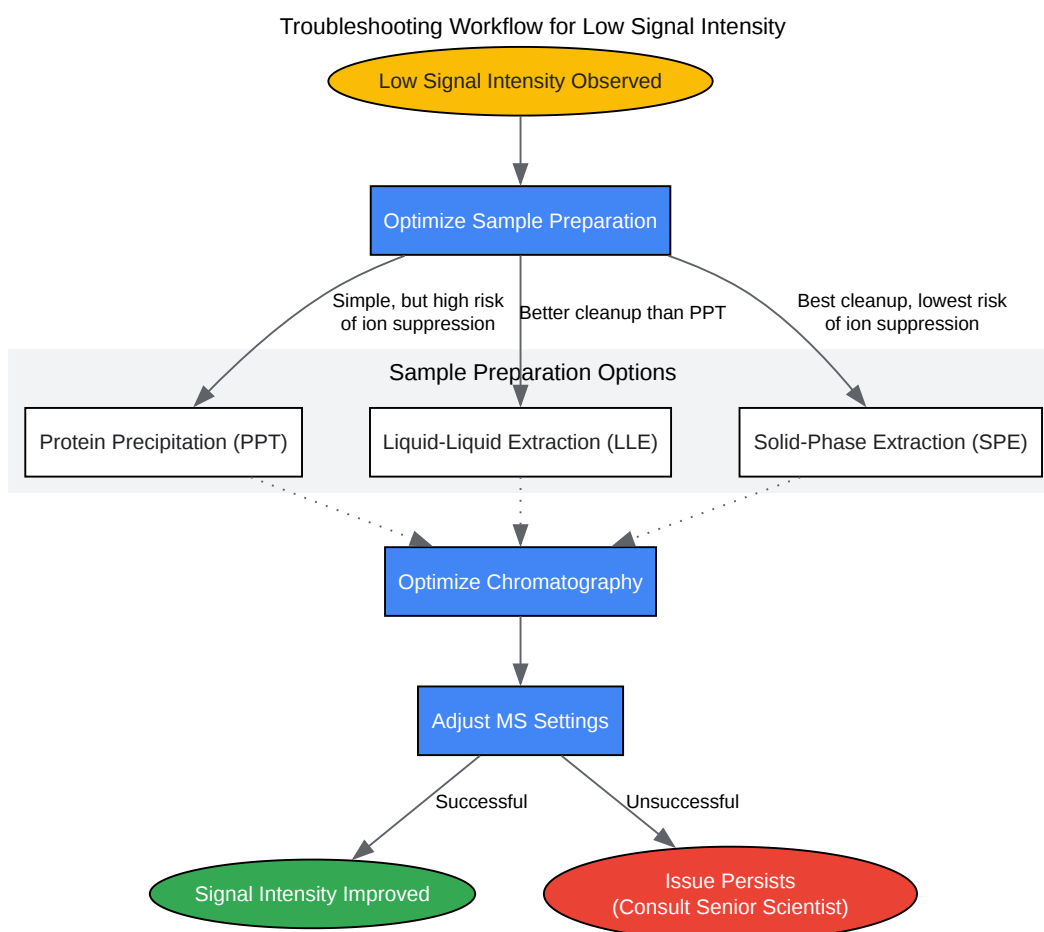 Troubleshooting Workflow for Low Signal Intensity
Low Signal Intensity Observed
Optimize Sample Preparation
Simple, but high risk
of ion suppression
Better cleanup than PPT
Best cleanup, lowest risk
of ion suppression
Sample Preparation Options
Protein Precipitation (PPT)
Liquid-Liquid Extraction (LLE)
Solid-Phase Extraction (SPE)
Optimize Chromatography
Adjust MS Settings
Successful
Unsuccessful
Signal Intensity Improved
Issue Persists
(Consult Senior Scientist)